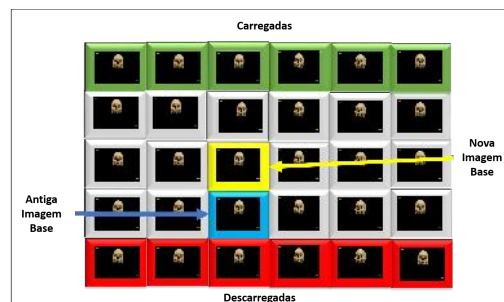 Carregadas
Nova
Imagem
Base
Antiga
Imagem
Base
Descarregadas